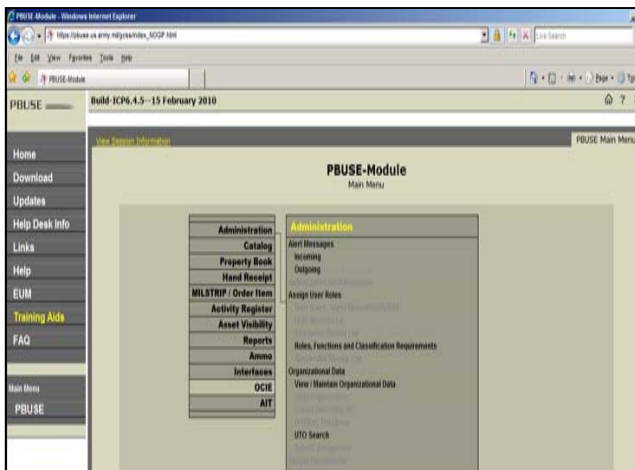 PBUSE-Module - Windows Internet Explorer
Live Search
File Edit View Favorites Tools Help
PBUSE-Module
Page
PBUSE
Build-ICP6.4.5--15 February 2010
View Session Information
PBUSE Main Menu
PBUSE-Module
Main Menu
Home
Download
Updates
Help Desk Info
Links
Help
EUM
Training Aids
FAQ
Main Menu
PBUSE
Administration
Catalog
Property Book
Hand Receipt
MILSTRIP / Order Item
Activity Register
Asset Visibility
Reports
Ammo
Interfaces
OCIE
AIT
Administration
Alert Messages
Incoming
Outgoing
Assign User Roles
Roles, Functions and Classification Requirements
Organizational Data
View / Maintain Organizational Data
UTO Search